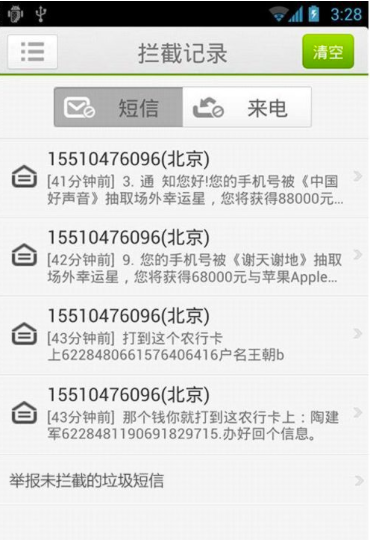 3:28
拦截记录
清空
短信
来电
15510476096(北京)
[41分钟前] 3. 通 知您好!您的手机号被《中国
好声音》抽取场外幸运星，您将获得88000元...
15510476096(北京)
[42分钟前] 9. 您的手机号被《谢天谢地》抽取
场外幸运星，您将获得68000元与苹果Apple...
15510476096(北京)
[43分钟前] 打到这个农行卡
上6228480661576406416户名王朝b
15510476096(北京)
[43分钟前] 那个钱你就打到这农行卡上：陶建
军6228481190691829715.办好回个信息。
举报未拦截的垃圾短信